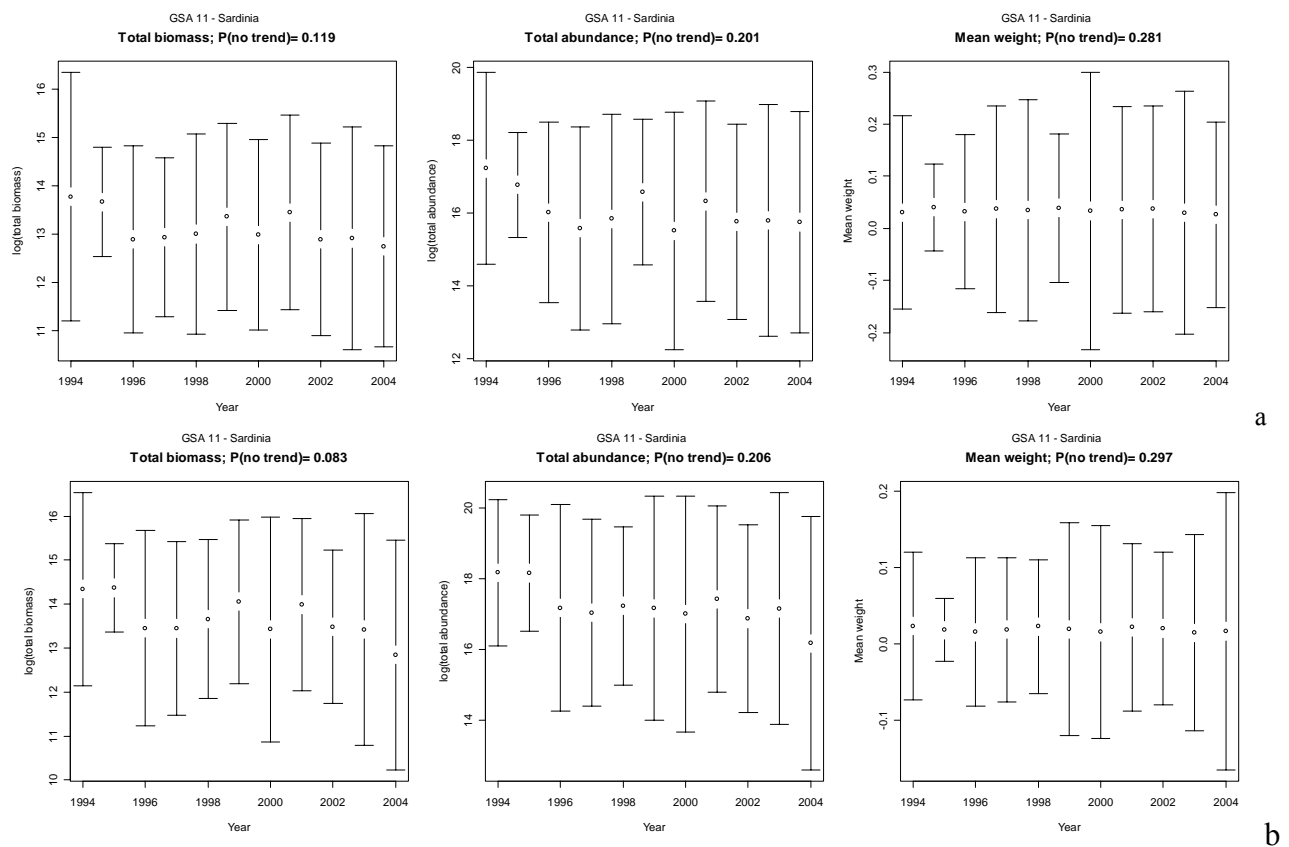 GSA 11 - Sardinia
Total biomass; P(no trend)= 0.119
log(total biomass)
16
15
14
13
12
11
1994 1996 1998 2000 2002 2004
Year
GSA 11 - Sardinia
Total abundance; P(no trend)= 0.201
log(total abundance)
20
18
16
14
12
1994 1996 1998 2000 2002 2004
Year
GSA 11 - Sardinia
Mean weight; P(no trend)= 0.281
Mean weight
0.3
0.2
0.1
0.0
-0.1
-0.2
1994 1996 1998 2000 2002 2004
Year
a
GSA 11 - Sardinia
Total biomass; P(no trend)= 0.083
log(total biomass)
16
15
14
13
12
11
10
1994 1996 1998 2000 2002 2004
Year
GSA 11 - Sardinia
Total abundance; P(no trend)= 0.206
log(total abundance)
20
18
16
14
1994 1996 1998 2000 2002 2004
Year
GSA 11 - Sardinia
Mean weight; P(no trend)= 0.297
Mean weight
0.2
0.1
0.0
-0.1
1994 1996 1998 2000 2002 2004
Year
b